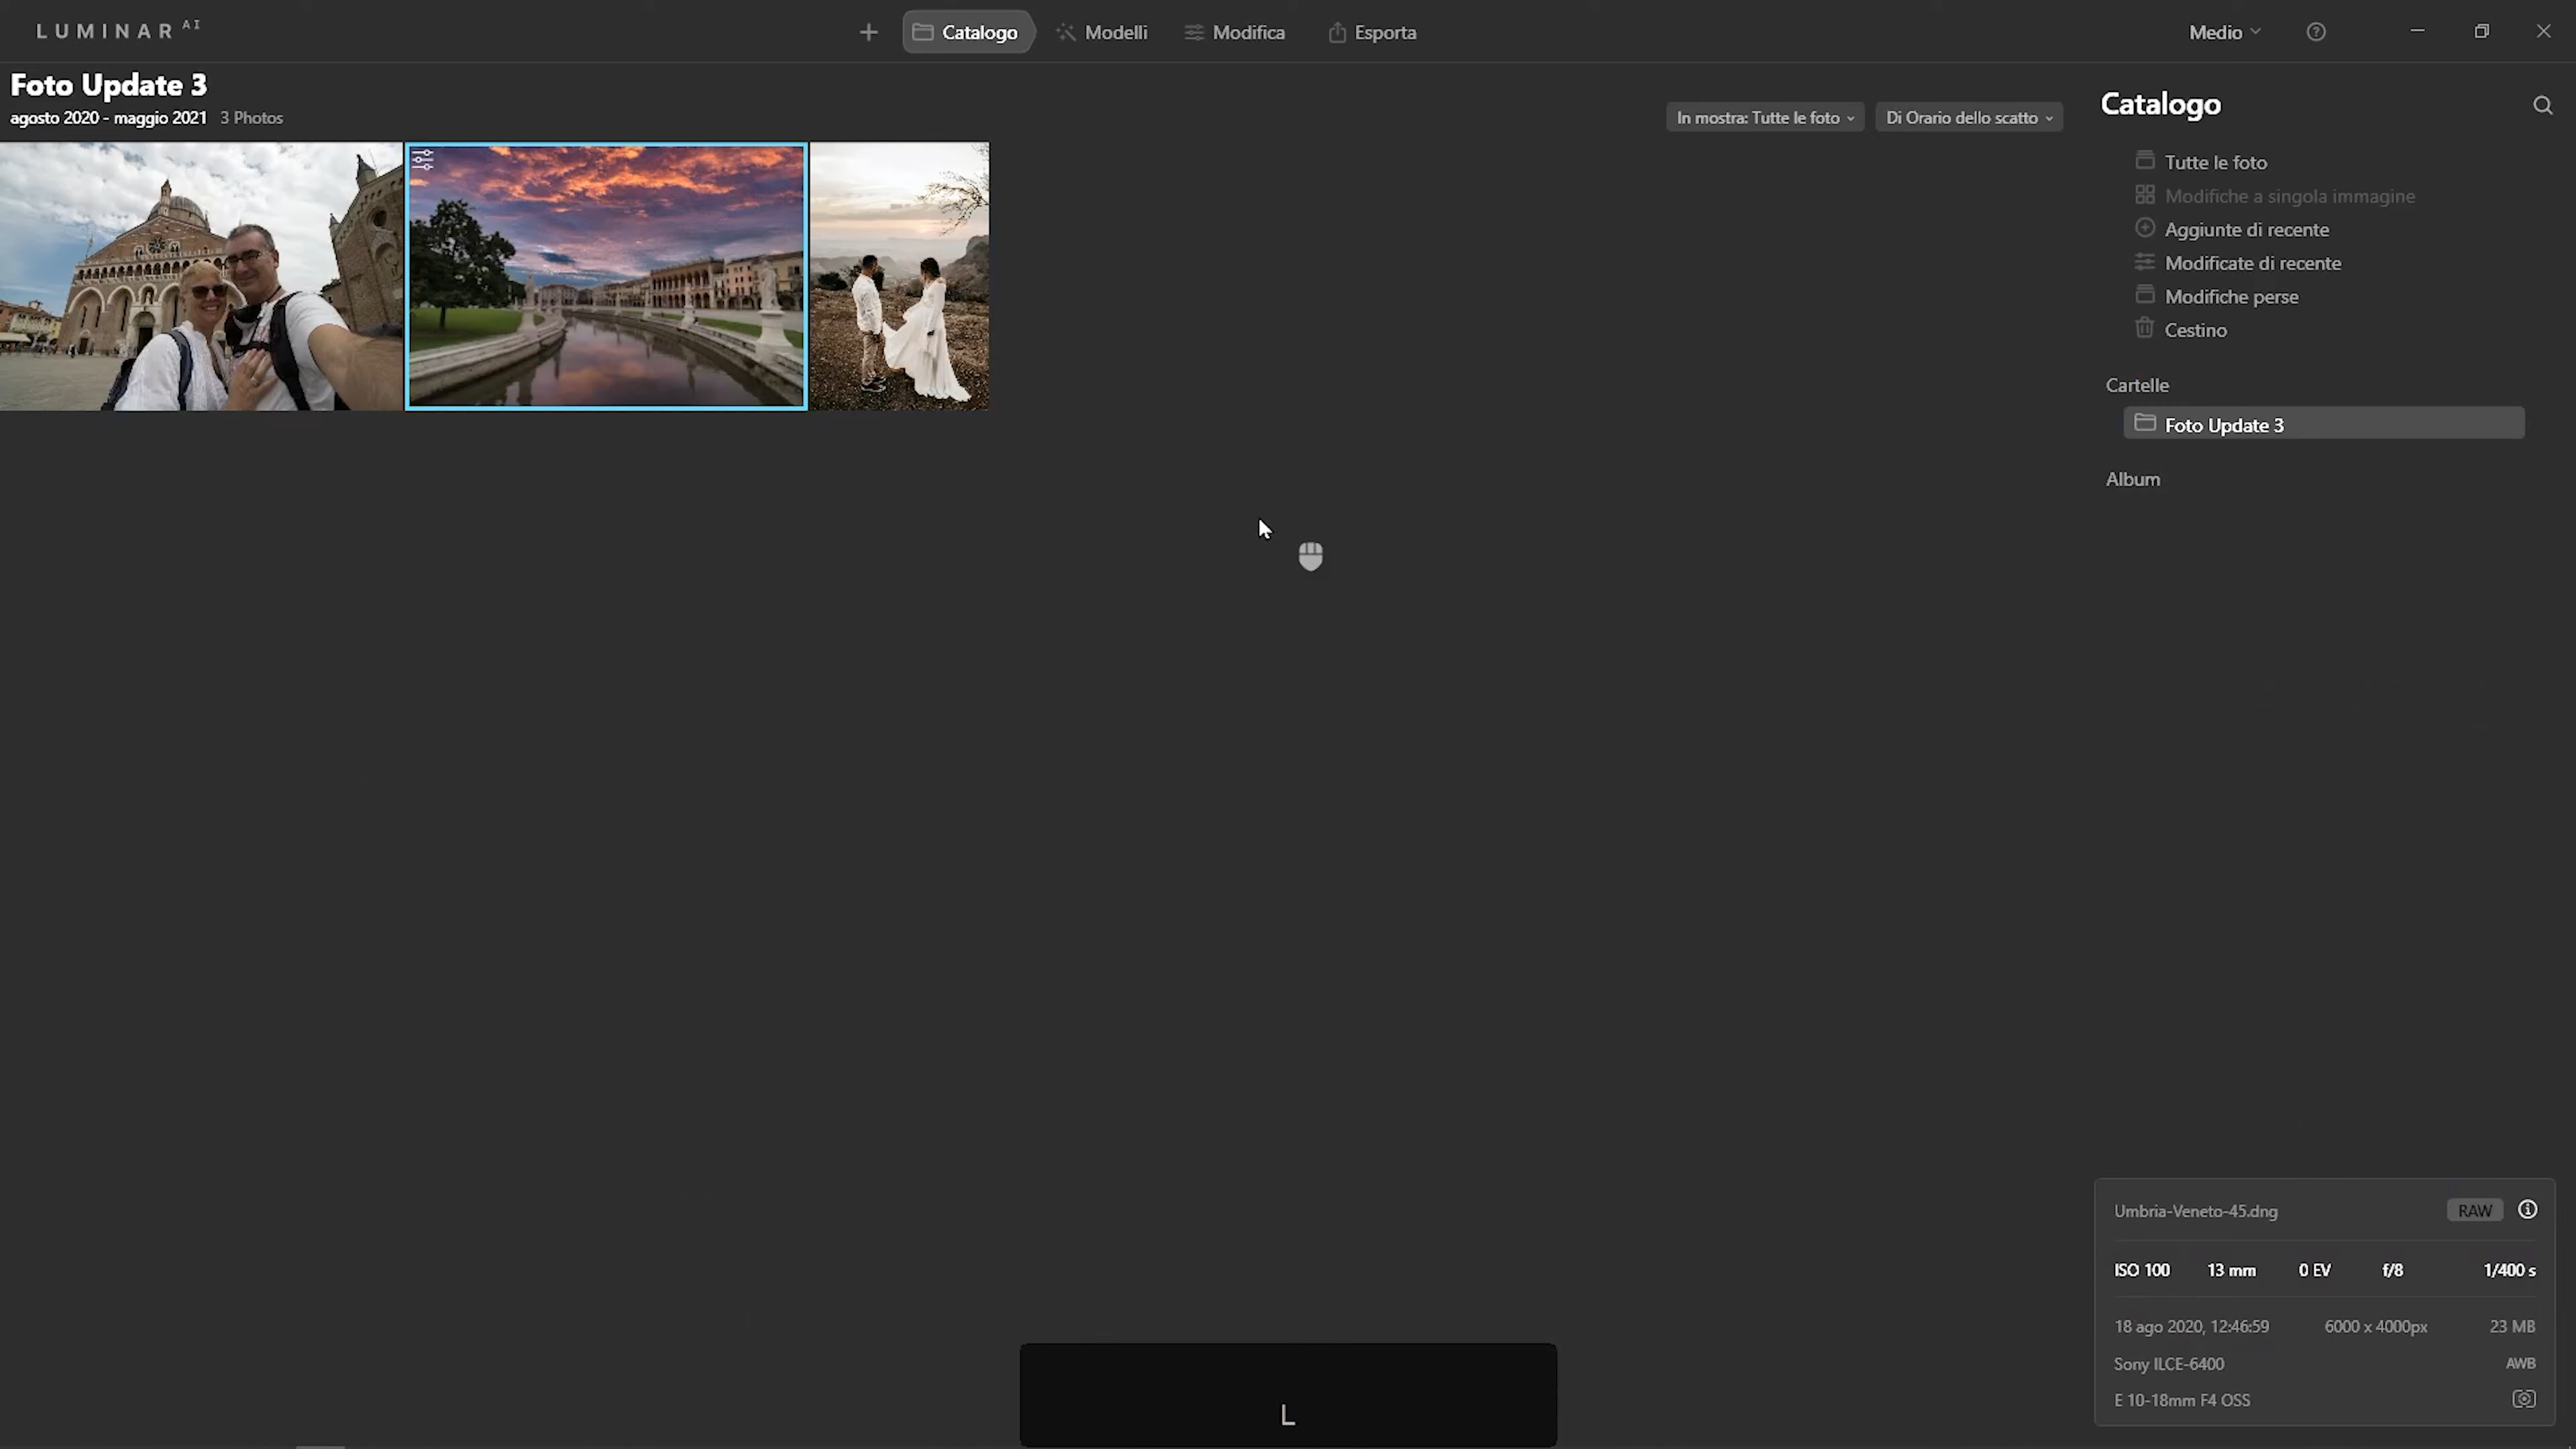 LUMINAR AI
Catalogo
Modelli
Modifica
Esporta
Medio
Foto Update 3
agosto 2020 - maggio 2021 3 Photos
In mostra: Tutte le foto
Di Orario dello scatto
Catalogo
Tutte le foto
Modifiche a singola immagine
Aggiunte di recente
Modificate di recente
Modifiche perse
Cestino
Cartelle
Foto Update 3
Album
Umbria-Veneto-45.dng RAW
ISO 100 13 mm 0 EV f/8 1/400 s
18 ago 2020, 12:46:59 6000 x 4000px 23 MB
Sony ILCE-6400 AWB
E 10-18mm F4 OSS
L